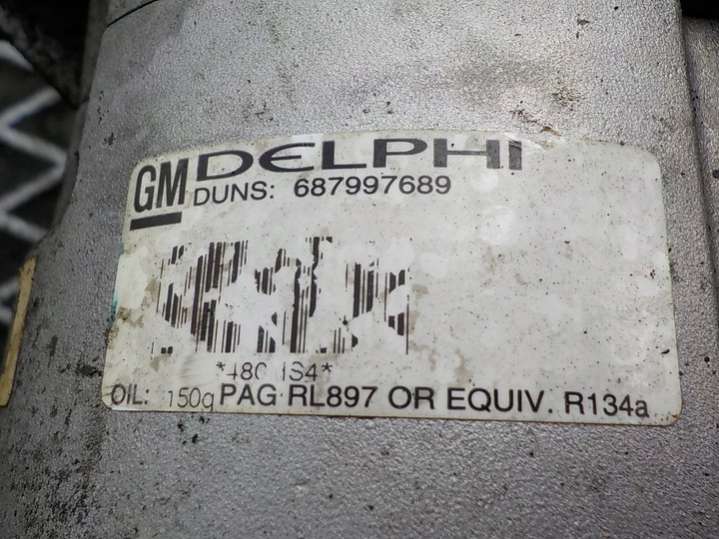 GM DELPHI
DUNS: 687997689
OIL: 150g PAG RL897 OR EQUIV. R134a